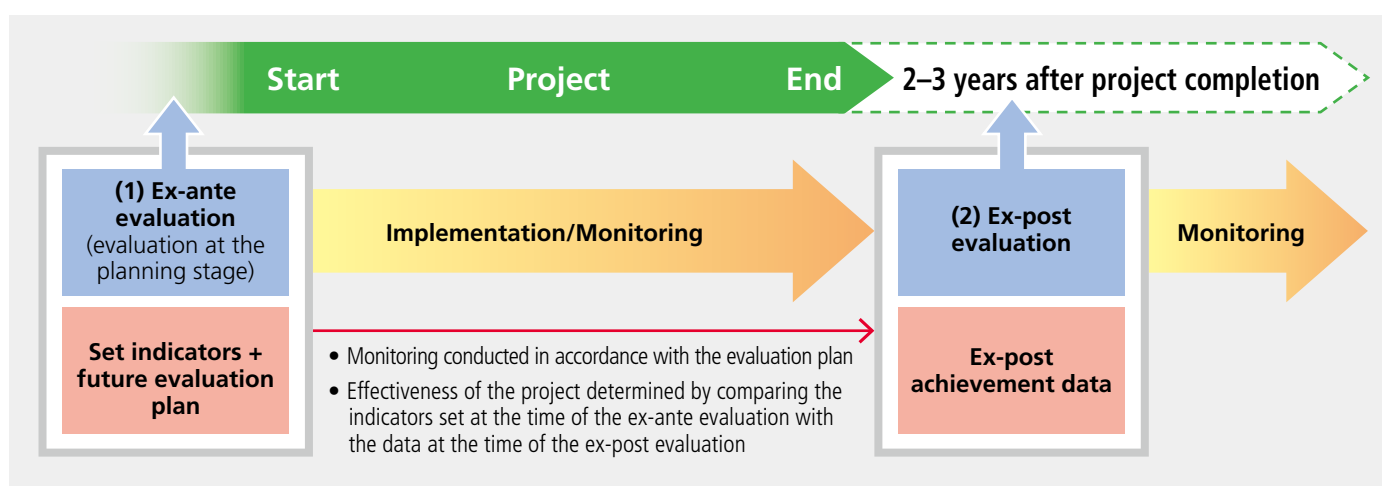 Start Project End 2–3 years after project completion
(1) Ex-ante
evaluation
(evaluation at the
planning stage)
Set indicators +
future evaluation
plan
Implementation/Monitoring
• Monitoring conducted in accordance with the evaluation plan
• Effectiveness of the project determined by comparing the
indicators set at the time of the ex-ante evaluation with
the data at the time of the ex-post evaluation
(2) Ex-post
evaluation
Ex-post
achievement data
Monitoring